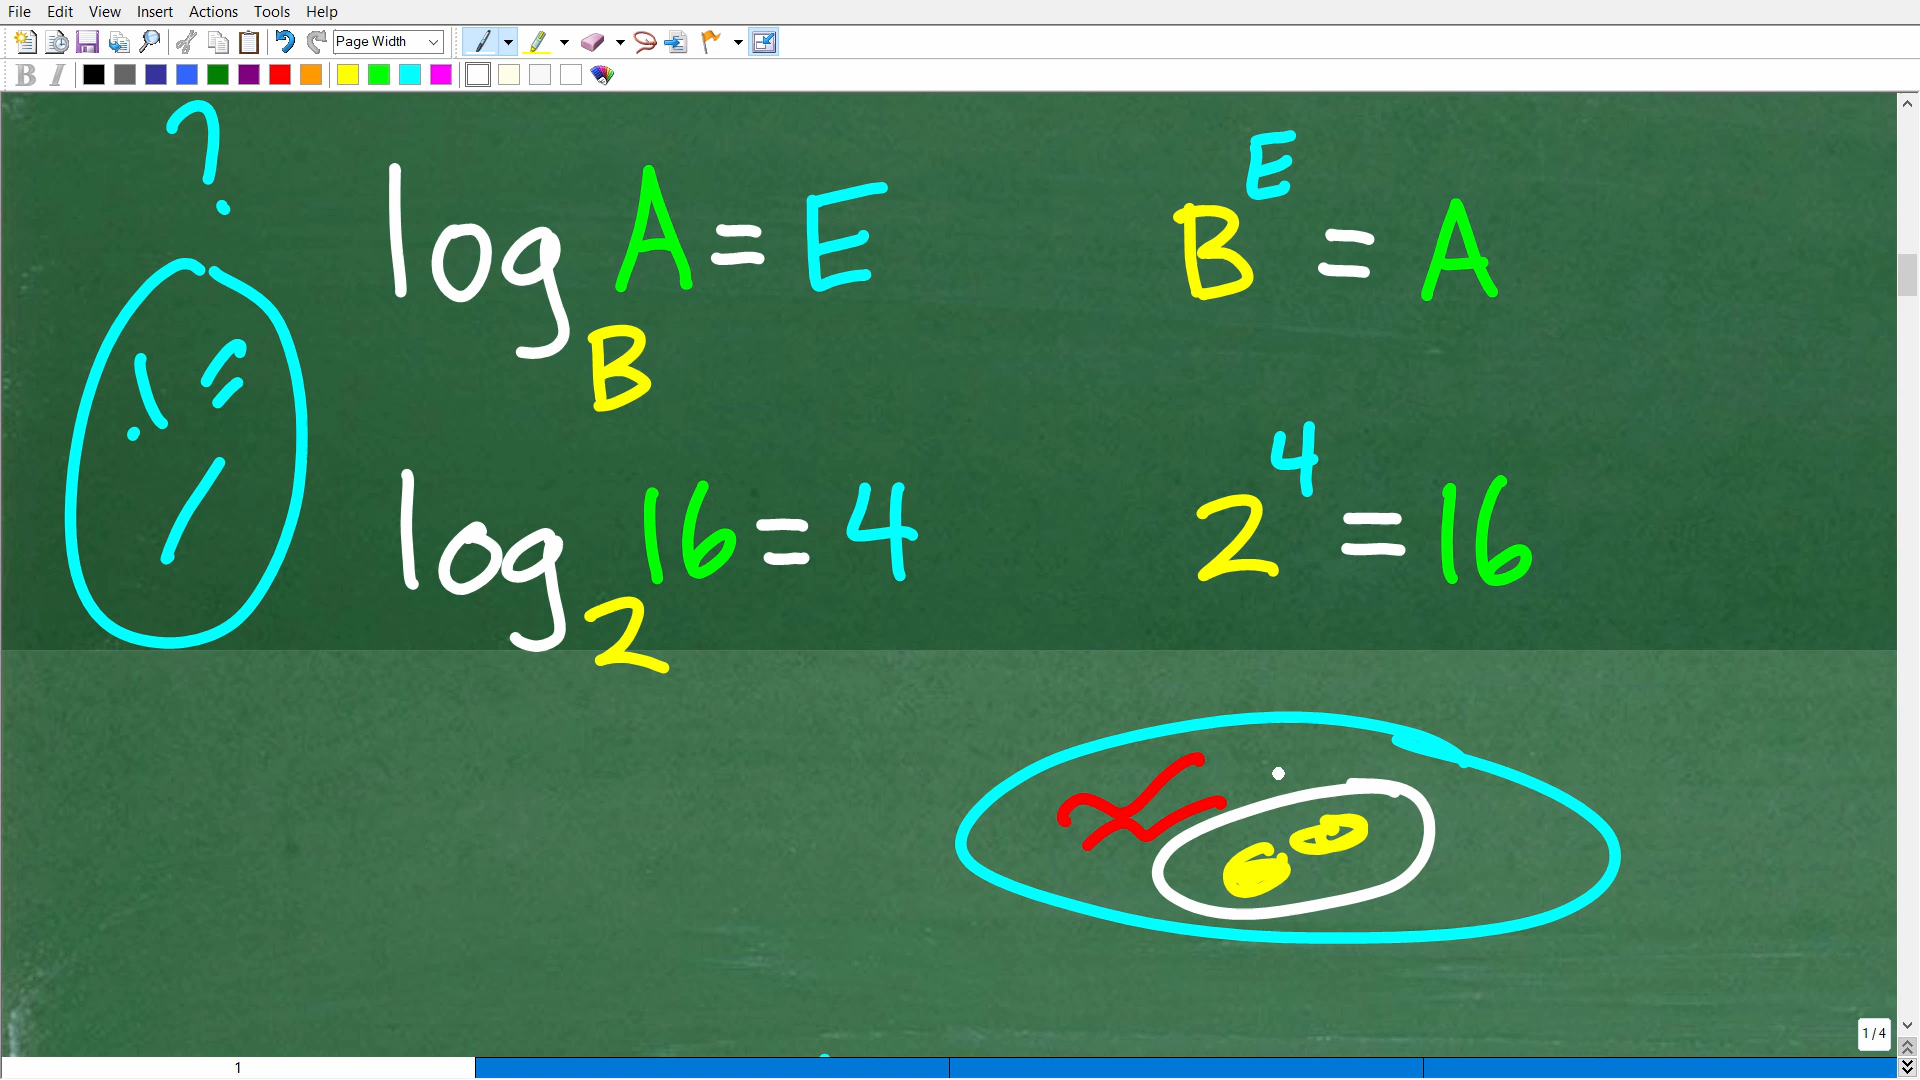 File Edit View Insert Actions Tools Help
Page Width
B I
?
log_B A = E
B^E = A
log_2 16 = 4
2^4 = 16
1 / 4
1